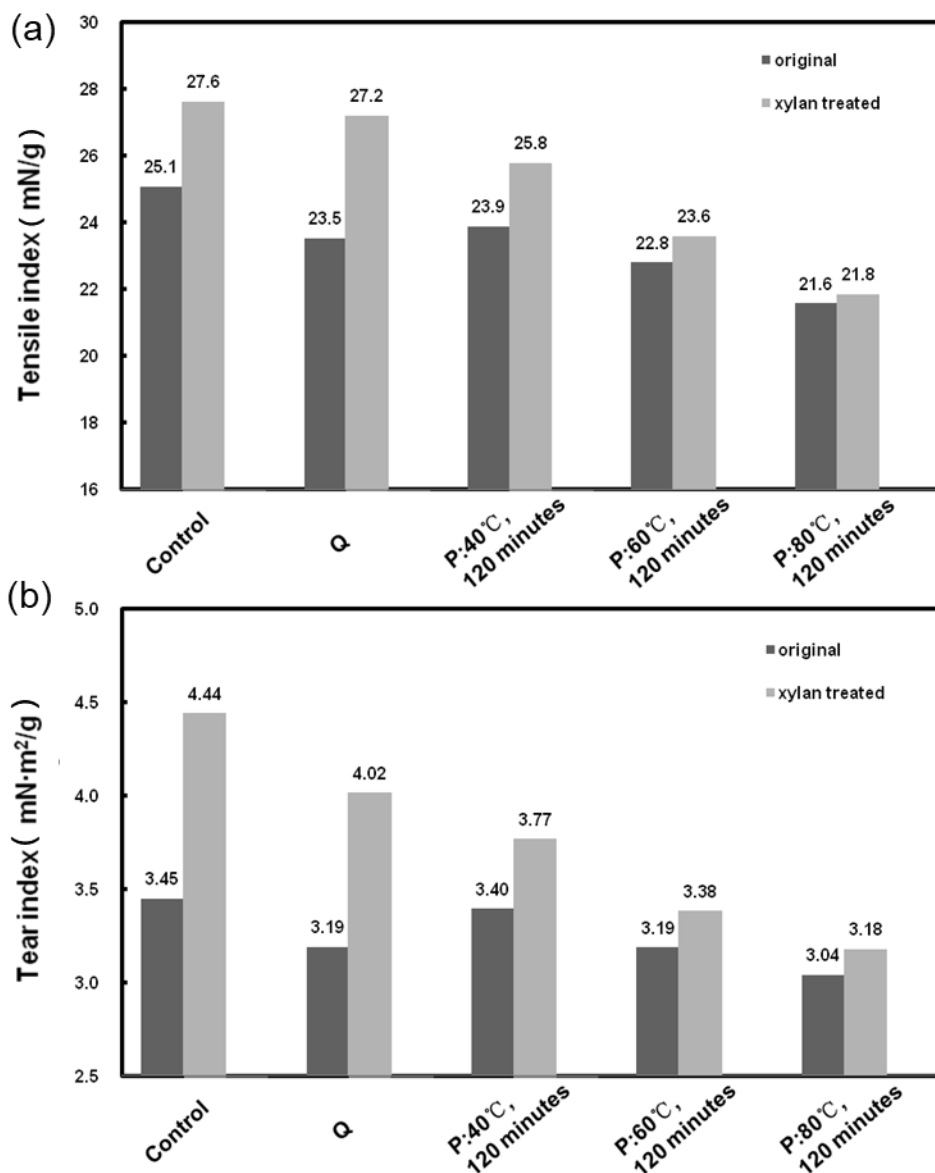 (a)
Tensile index ( mN/g)
30
28
26
24
22
20
18
16
original
xylan treated
25.1
27.6
23.5
27.2
23.9
25.8
22.8
23.6
21.6
21.8
Control
Q
P:40℃,
120 minutes
P:60℃,
120 minutes
P:80℃,
120 minutes
(b)
Tear index ( mN·m²/g)
5.0
4.5
4.0
3.5
3.0
2.5
original
xylan treated
3.45
4.44
3.19
4.02
3.40
3.77
3.19
3.38
3.04
3.18
Control
Q
P:40℃,
120 minutes
P:60℃,
120 minutes
P:80℃,
120 minutes